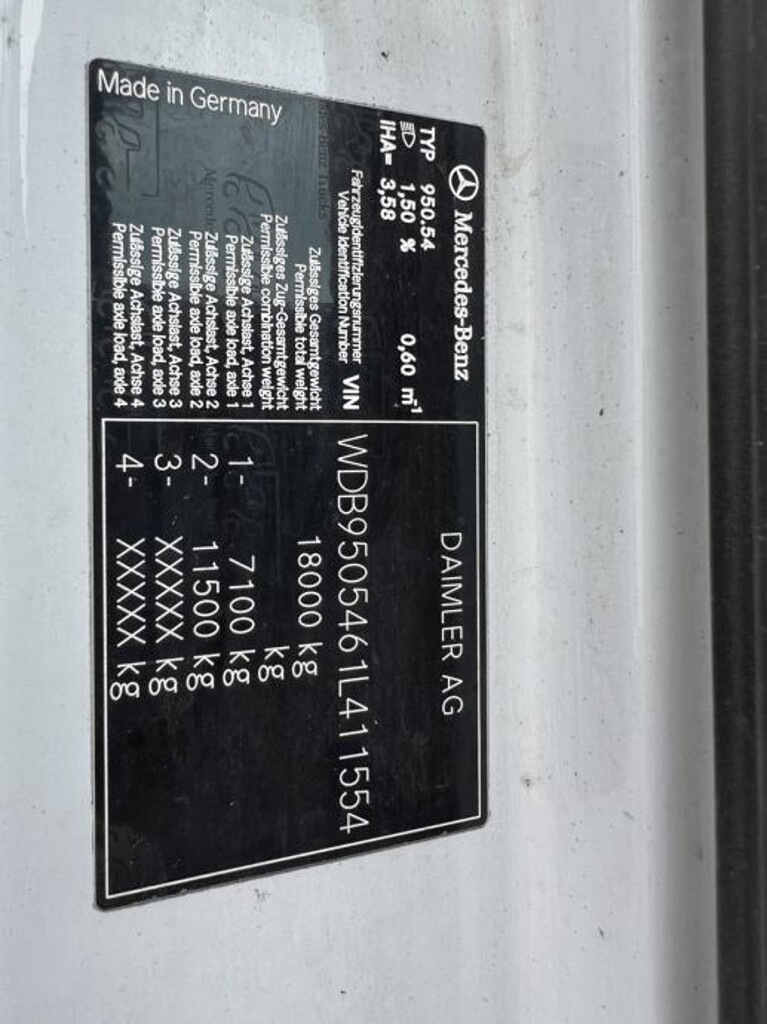 Mercedes-Benz
DAIMLER AG
TYP 950.54
1,50 % 0,60 m-1
IHA= 3,58
Fahrzeugidentifizierungsnummer
Vehicle Identification Number VIN WDB9505461L411554
Zulässiges Gesamtgewicht
Permissible total weight 18000 kg
Zulässiges Zug-Gesamtgewicht
Permissible combination weight kg
Zulässige Achslast, Achse 1
Permissible axle load, axle 1 1- 7100 kg
Zulässige Achslast, Achse 2
Permissible axle load, axle 2 2- 11500 kg
Zulässige Achslast, Achse 3
Permissible axle load, axle 3 3- XXXXX kg
Zulässige Achslast, Achse 4
Permissible axle load, axle 4 4- XXXXX kg
Made in Germany